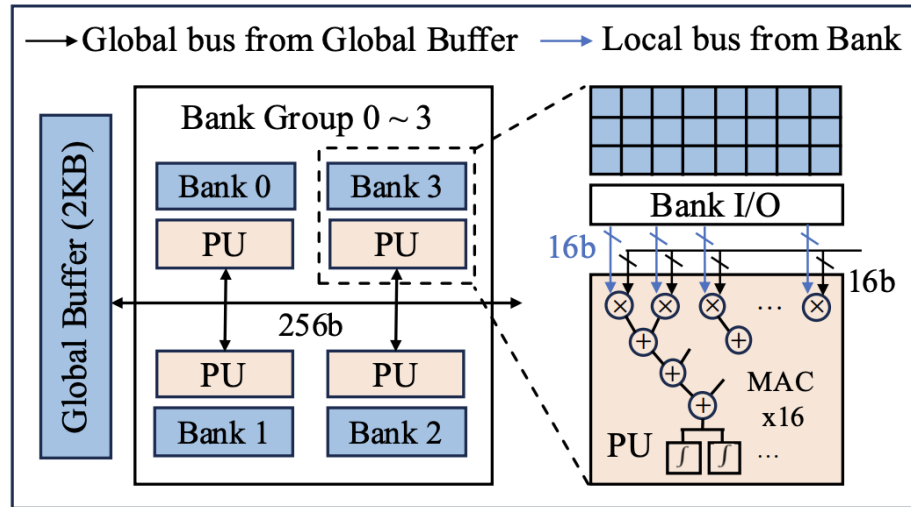 Global bus from Global Buffer
Local bus from Bank
Global Buffer (2KB)
Bank Group 0 ~ 3
Bank 0
Bank 3
PU
PU
256b
PU
PU
Bank 1
Bank 2
Bank I/O
16b
16b
× × × … ×
+ +
+
+
MAC
x16
PU
∫ ∫ …